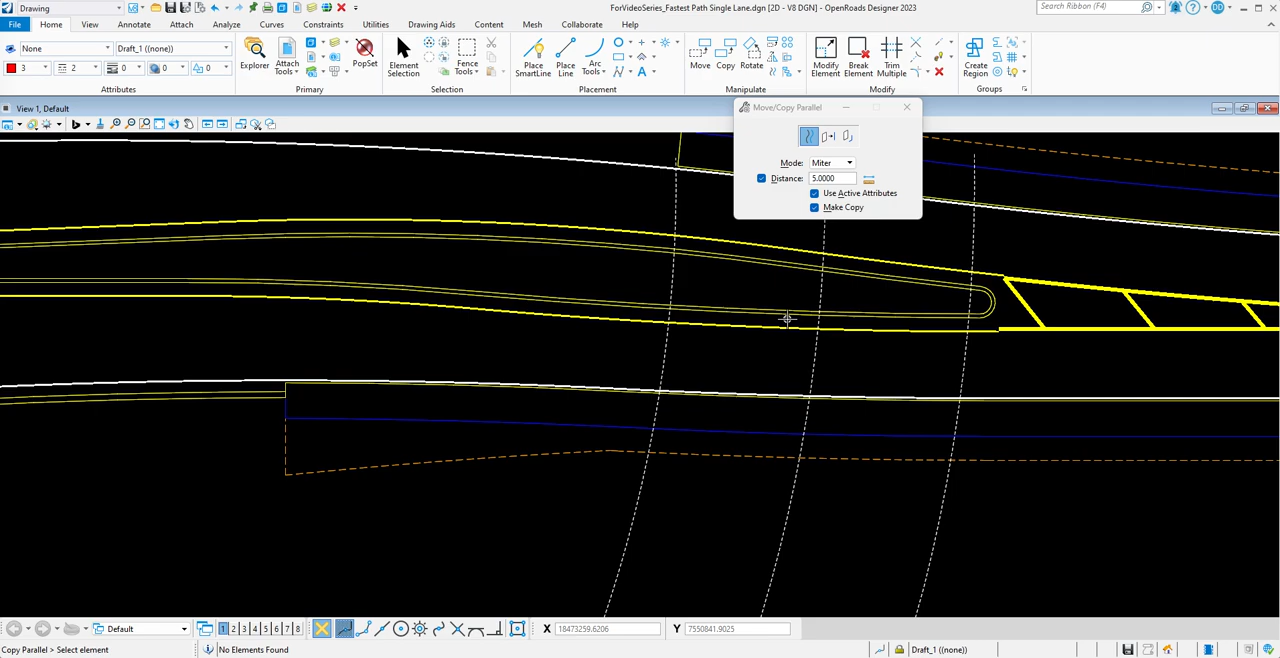 Drawing
ForVideoSeries_Fastest Path Single Lane.dgn [2D - V8 DGN] - OpenRoads Designer 2023
Search Ribbon (F4)
DD
File Home View Annotate Attach Analyze Curves Constraints Utilities Drawing Aids Content Mesh Collaborate Help
None Draft_1 ((none))
3 2 0 0 0
Explorer Attach Tools PopSet Element Selection Fence Tools Place SmartLine Place Line Arc Tools Move Copy Rotate Modify Element Break Element Trim Multiple Create Region
Attributes Primary Selection Placement Manipulate Modify Groups
View 1, Default
Move/Copy Parallel
Mode: Miter
Distance: 5.0000
Use Active Attributes
Make Copy
Default 1 2 3 4 5 6 7 8 X 18473259.6206 Y 7550841.9025
Copy Parallel > Select element No Elements Found Draft_1 ((none))